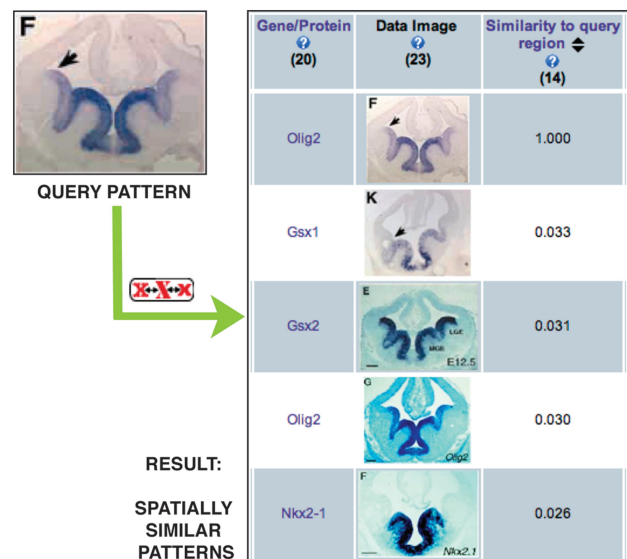 F
QUERY PATTERN
X↔X↔X
RESULT:
SPATIALLY
SIMILAR
PATTERNS
Gene/Protein
?
(20)
Data Image
?
(23)
Similarity to query
region
?
(14)
Olig2
F
1.000
Gsx1
K
0.033
Gsx2
E
LGE
MGE
E12.5
0.031
Olig2
G
Olig2
0.030
Nkx2-1
F
Nkx2.1
0.026